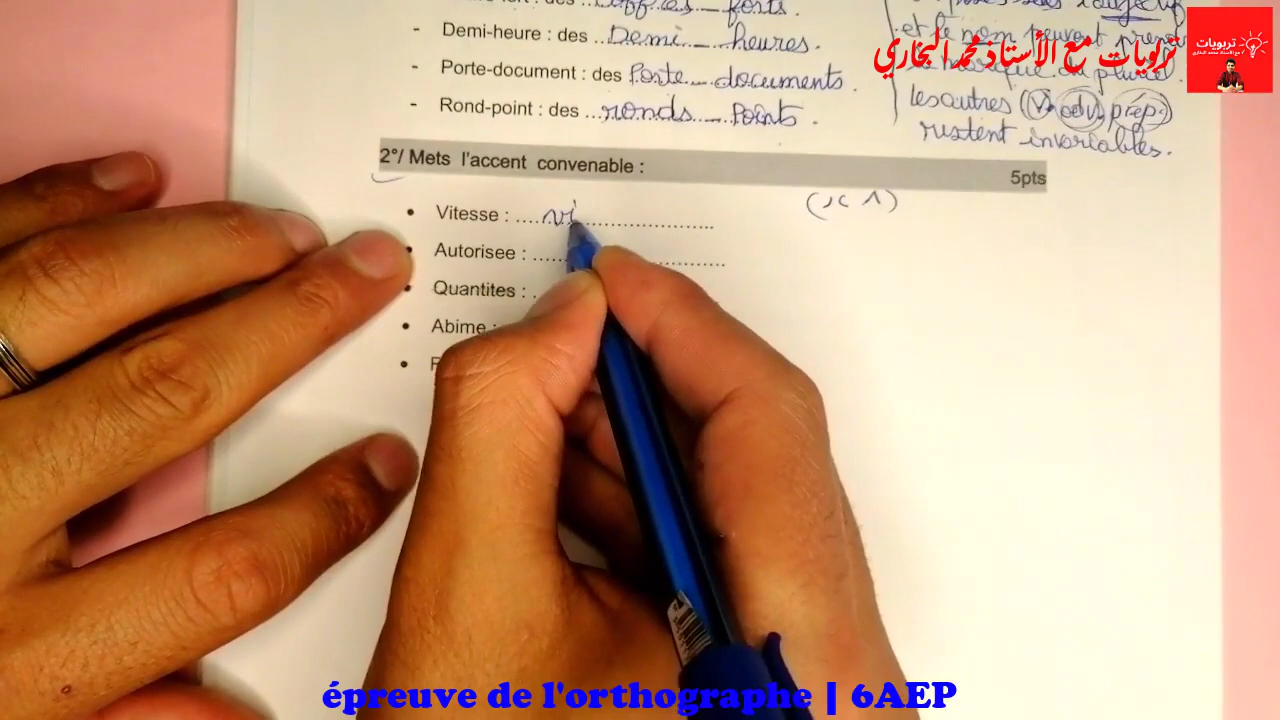 - Demi-heure : des ..Demi....heures.
- Porte-document : des Porte....documents.
- Rond-point : des ...ronds....Points.
et le nom peuvent
la marque du pluriel.
les autres (V. adv. prép.)
restent invariables.
تربويات مع الأستاذ محمد البخاري
تربويات
2°/ Mets l'accent convenable : 5pts
• Vitesse : ....vi........................
• Autorisee : ........................
• Quantites : .
• Abime :
épreuve de l'orthographe | 6AEP